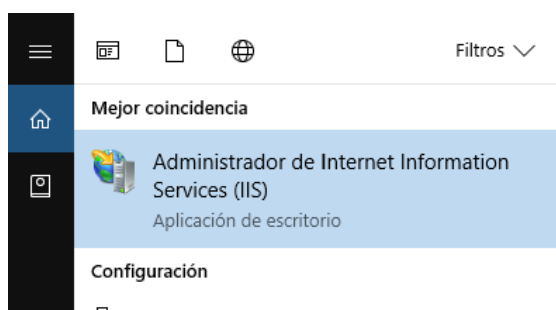 Filtros
Mejor coincidencia
Administrador de Internet Information
Services (IIS)
Aplicación de escritorio
Configuración